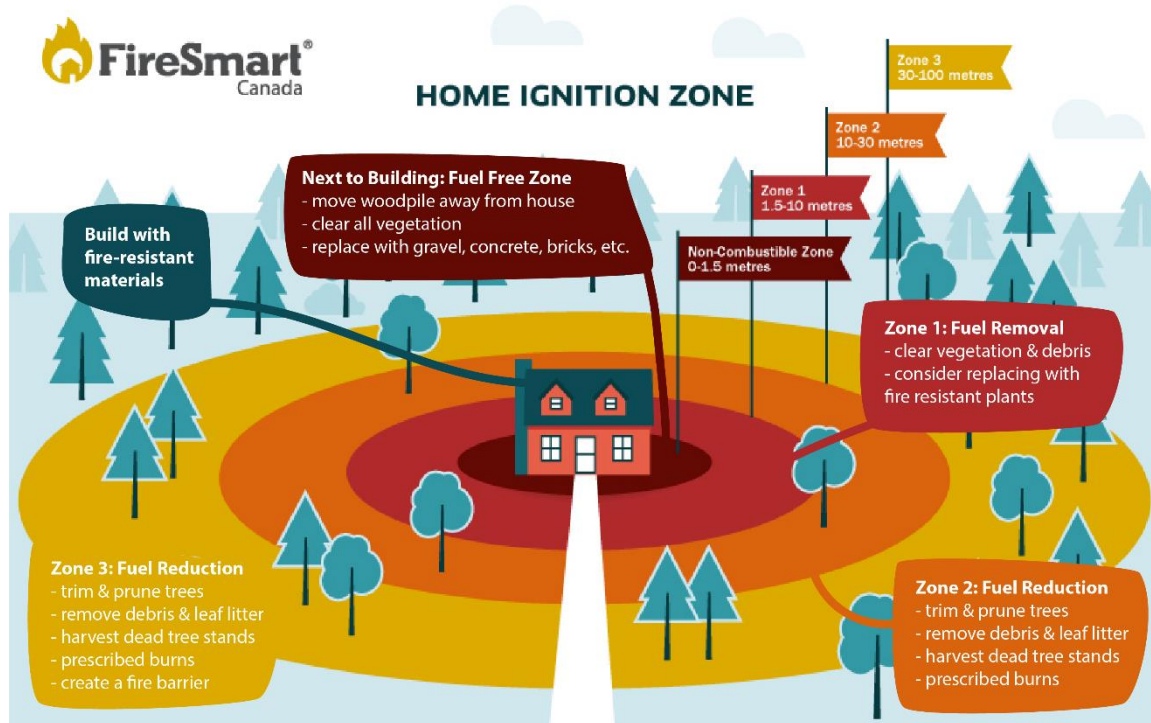 FireSmart®
Canada
HOME IGNITION ZONE
Zone 3
30-100 metres
Zone 2
10-30 metres
Zone 1
1.5-10 metres
Non-Combustible Zone
0-1.5 metres
Next to Building: Fuel Free Zone
- move woodpile away from house
- clear all vegetation
- replace with gravel, concrete, bricks, etc.
Build with
fire-resistant
materials
Zone 1: Fuel Removal
- clear vegetation & debris
- consider replacing with
fire resistant plants
Zone 3: Fuel Reduction
- trim & prune trees
- remove debris & leaf litter
- harvest dead tree stands
- prescribed burns
- create a fire barrier
Zone 2: Fuel Reduction
- trim & prune trees
- remove debris & leaf litter
- harvest dead tree stands
- prescribed burns